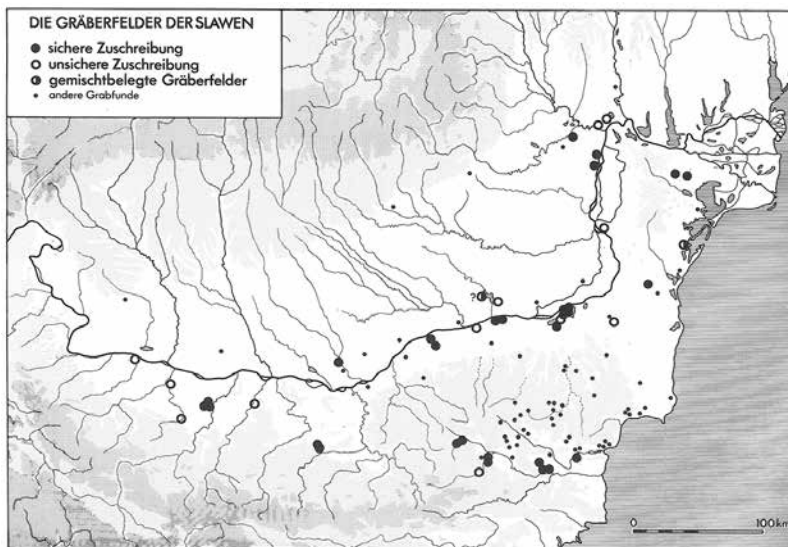 DIE GRÄBERFELDER DER SLAWEN
sichere Zuschreibung
unsichere Zuschreibung
gemischtbelegte Gräberfelder
andere Grabfunde
?
0 100km